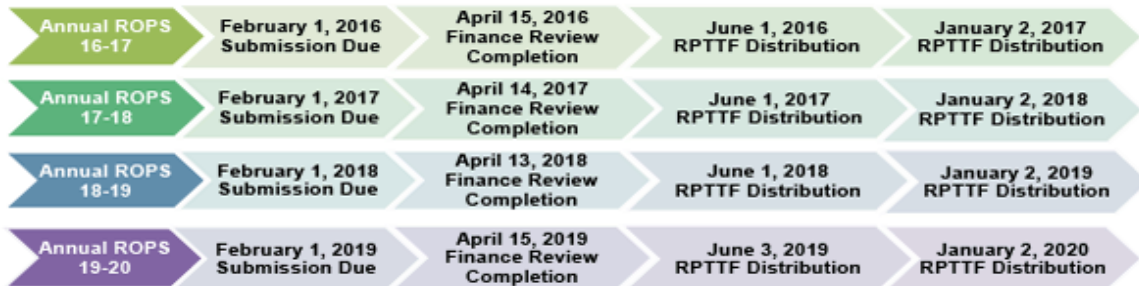 Annual ROPS
16-17
February 1, 2016
Submission Due
April 15, 2016
Finance Review
Completion
June 1, 2016
RPTTF Distribution
January 2, 2017
RPTTF Distribution
Annual ROPS
17-18
February 1, 2017
Submission Due
April 14, 2017
Finance Review
Completion
June 1, 2017
RPTTF Distribution
January 2, 2018
RPTTF Distribution
Annual ROPS
18-19
February 1, 2018
Submission Due
April 13, 2018
Finance Review
Completion
June 1, 2018
RPTTF Distribution
January 2, 2019
RPTTF Distribution
Annual ROPS
19-20
February 1, 2019
Submission Due
April 15, 2019
Finance Review
Completion
June 3, 2019
RPTTF Distribution
January 2, 2020
RPTTF Distribution